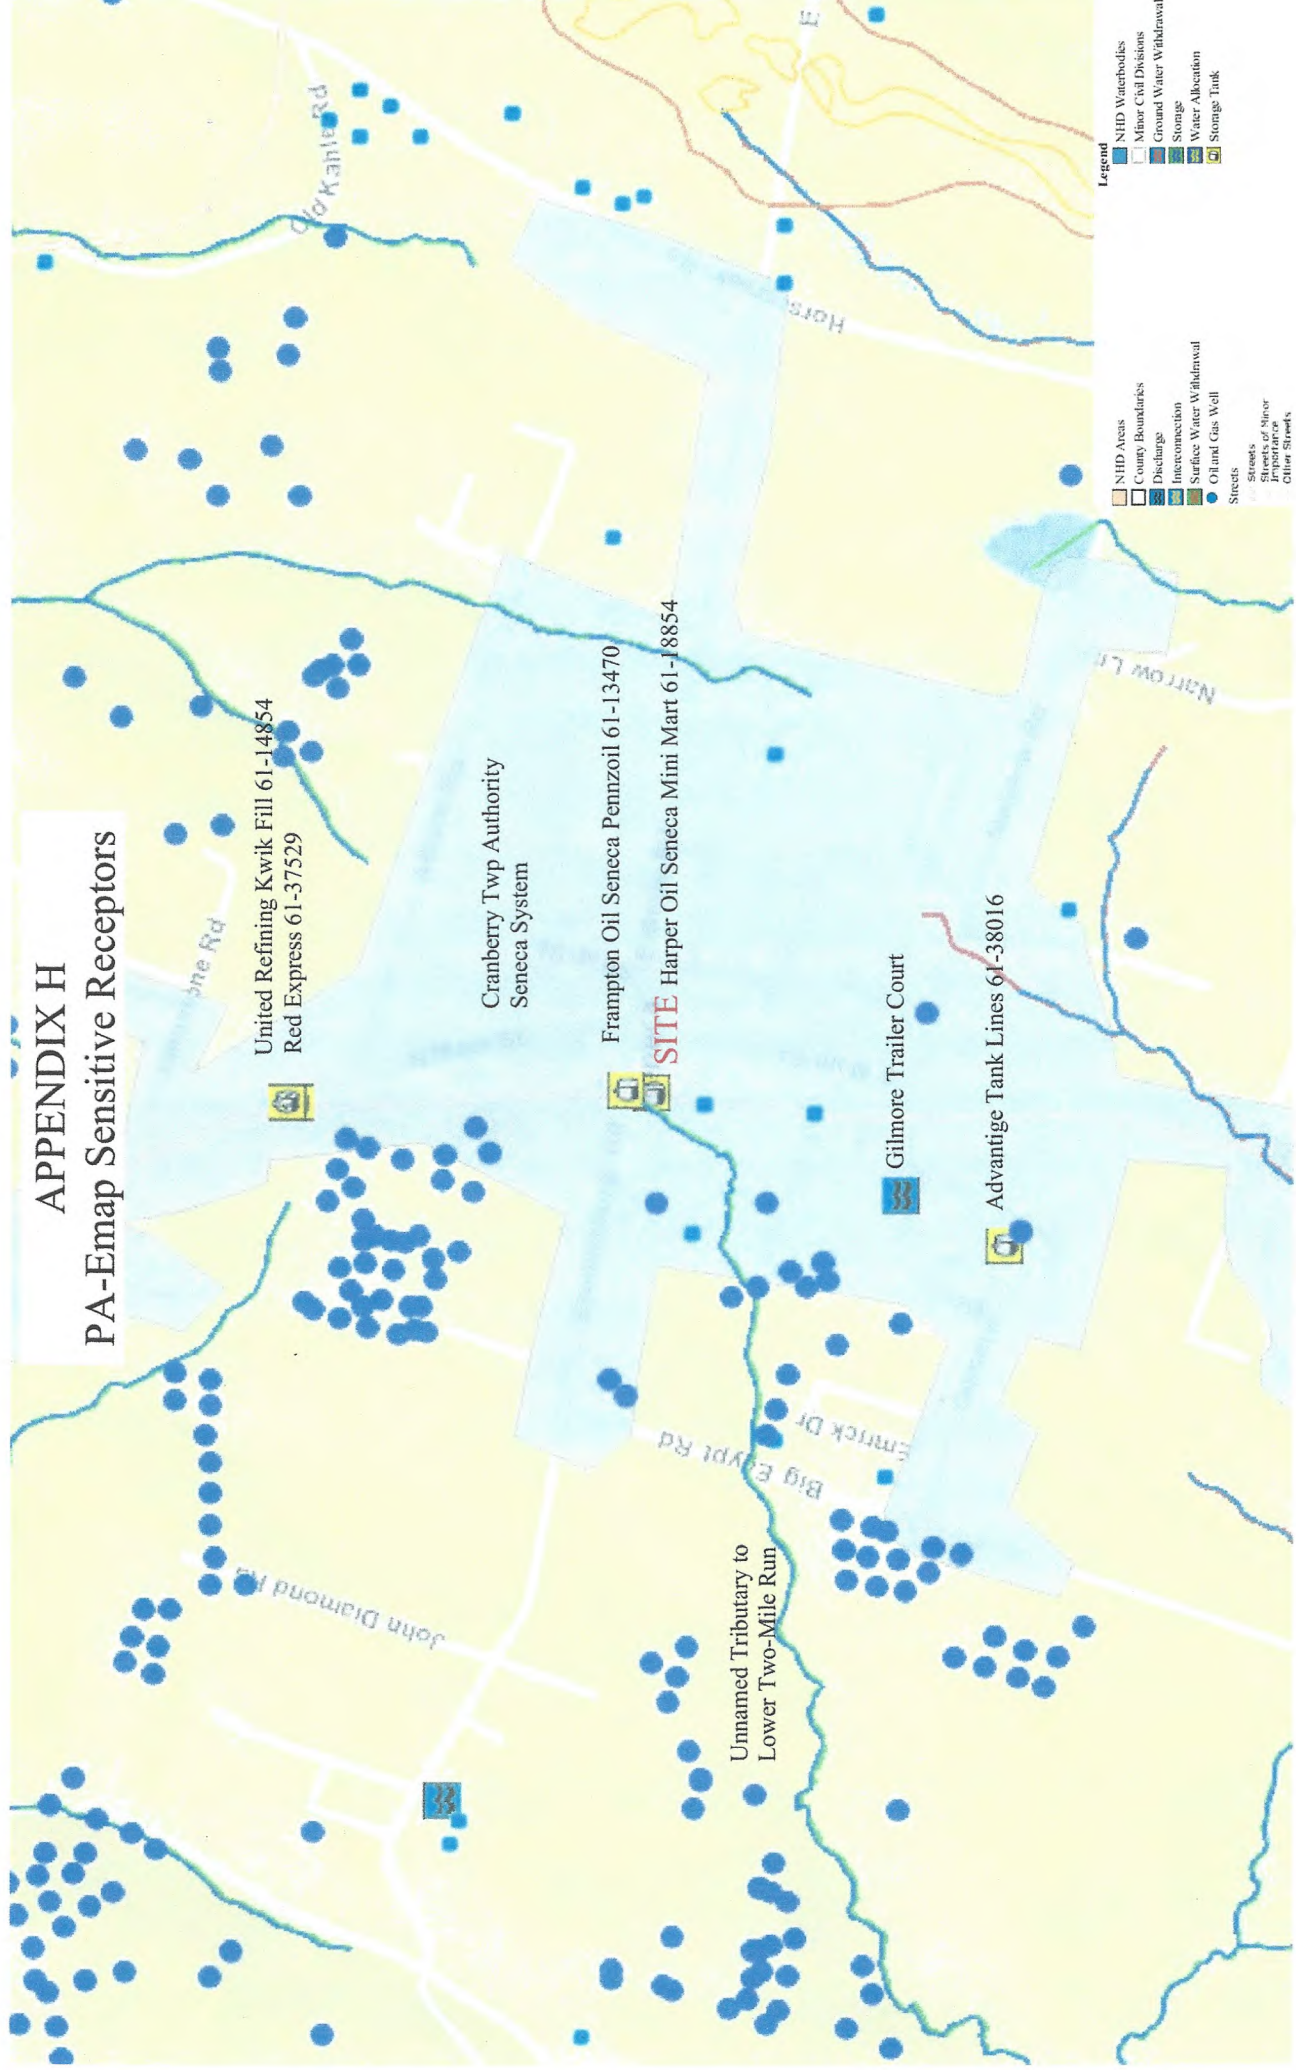 APPENDIX H
PA-Emap Sensitive Receptors
Old Kahle Rd
United Refining Kwik Fill 61-14854
Red Express 61-37529
Cranberry Twp Authority
Seneca System
Frampton Oil Seneca Pennzoil 61-13470
SITE Harper Oil Seneca Mini Mart 61-18854
Gilmore Trailer Court
Advantige Tank Lines 61-38016
Unnamed Tributary to
Lower Two-Mile Run
John Diamond Rd
Big Egypt Rd
Emrick Dr
Narrow Ln
E
Legend
NHD Areas
County Boundaries
Discharge
Interconnection
Surface Water Withdrawal
Oil and Gas Well
Streets
Streets
Streets of Minor
Importance
Other Streets
NHD Waterbodies
Minor Civil Divisions
Ground Water Withdrawal
Storage
Water Allocation
Storage Tank